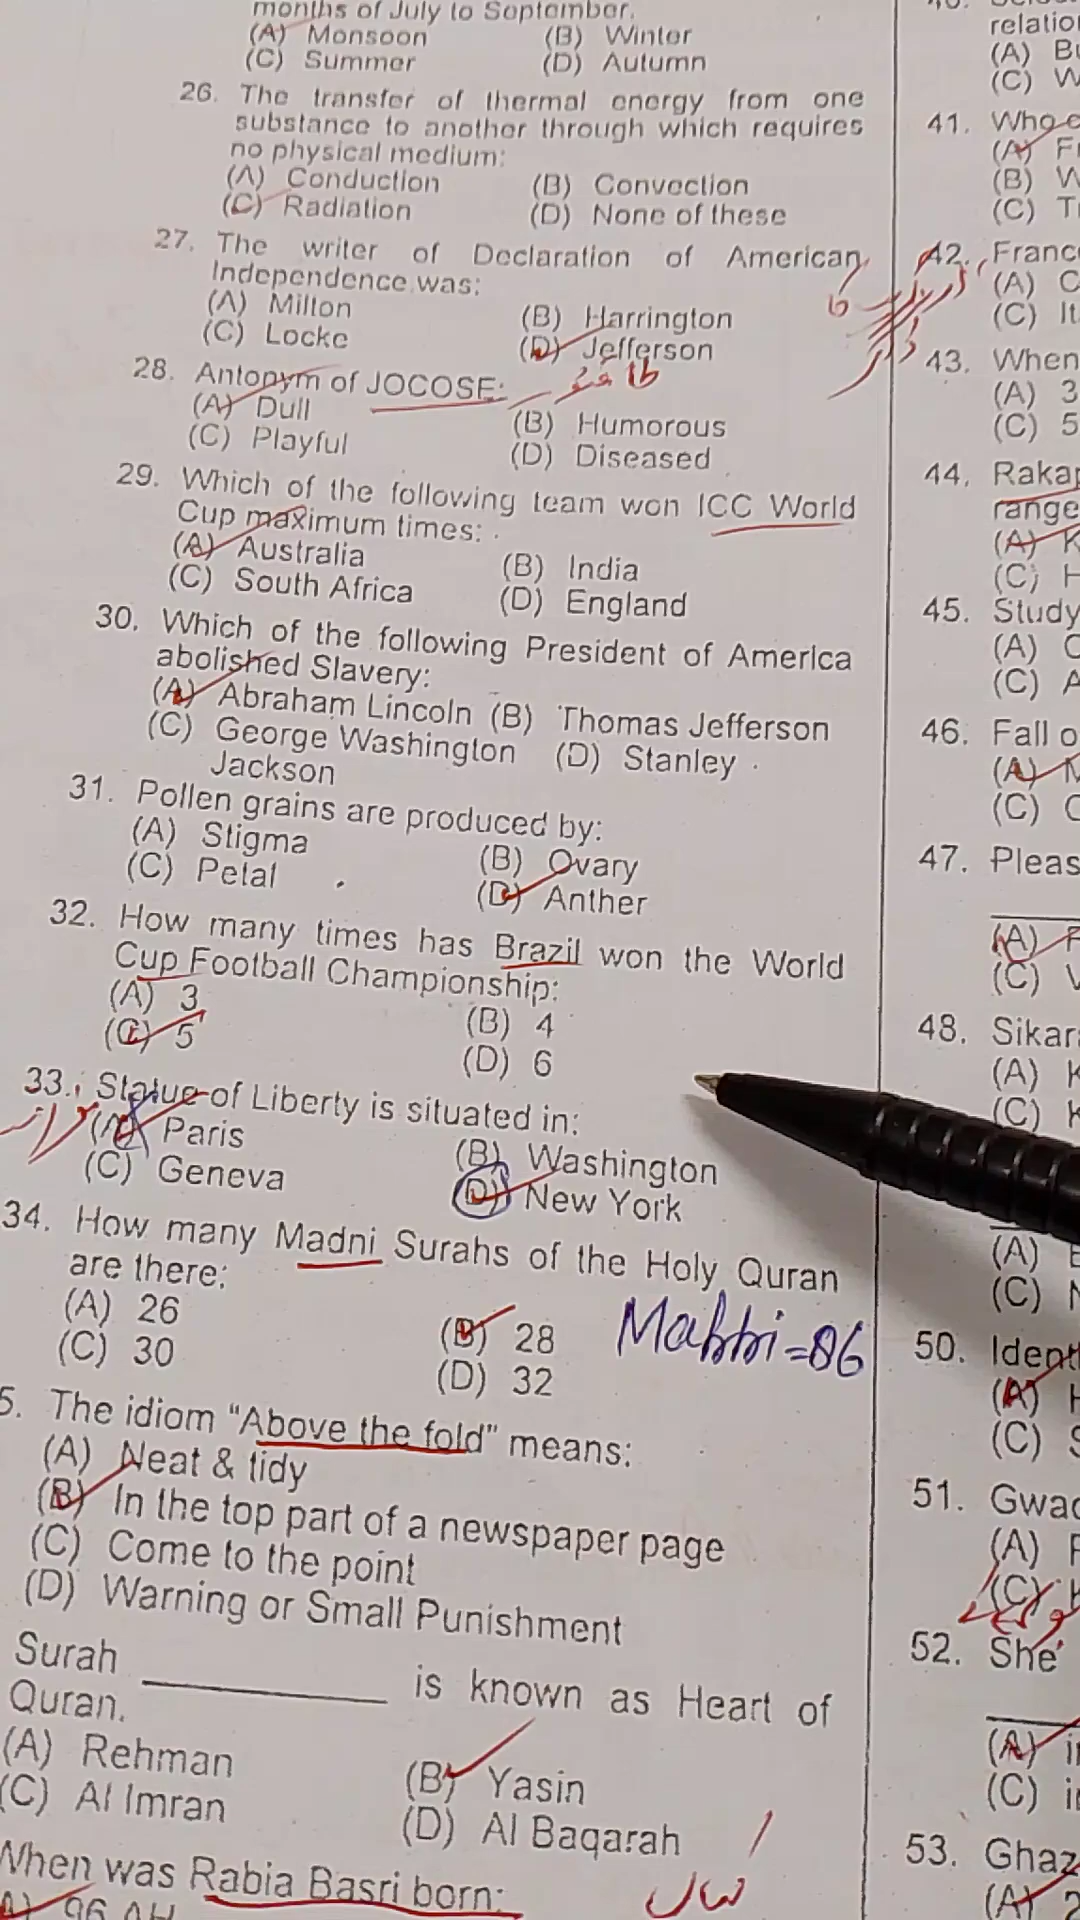 months of July to September.
(A) Monsoon (B) Winter
(C) Summer (D) Autumn
26. The transfer of thermal energy from one
substance to another through which requires
no physical medium:
(A) Conduction (B) Convection
(C) Radiation (D) None of these
27. The writer of Declaration of American
Independence was:
(A) Milton (B) Harrington
(C) Locke (D) Jefferson
28. Antonym of JOCOSE:
(A) Dull (B) Humorous
(C) Playful (D) Diseased
29. Which of the following team won ICC World
Cup maximum times:
(A) Australia (B) India
(C) South Africa (D) England
30. Which of the following President of America
abolished Slavery:
(A) Abraham Lincoln (B) Thomas Jefferson
(C) George Washington (D) Stanley
Jackson
31. Pollen grains are produced by:
(A) Stigma (B) Ovary
(C) Petal (D) Anther
32. How many times has Brazil won the World
Cup Football Championship:
(A) 3 (B) 4
(C) 5 (D) 6
33. Statue of Liberty is situated in:
(A) Paris (B) Washington
(C) Geneva (D) New York
34. How many Madni Surahs of the Holy Quran
are there:
(A) 26 (B) 28
(C) 30 (D) 32
Makki=86
5. The idiom "Above the fold" means:
(A) Neat & tidy
(B) In the top part of a newspaper page
(C) Come to the point
(D) Warning or Small Punishment
Surah ________ is known as Heart of
Quran.
(A) Rehman (B) Yasin
(C) Al Imran (D) Al Baqarah
When was Rabia Basri born:
96 AH
relatio
(A) B
(C) W
41. Who
(A) F
(B) W
(C) T
42. Franc
(A) C
(C) It
43. When
(A) 3
(C) 5
44. Raka
range
(A) K
(C) H
45. Study
(A) C
(C) A
46. Fall o
(A) M
(C) C
47. Pleas
(A) F
(C) V
48. Sikar
(A) K
(C) K
(A) E
(C) N
50. Ident
(A) H
(C) S
51. Gwad
(A) F
(C) K
52. She
(A) i
(C) i
53. Ghaz
(A) 2